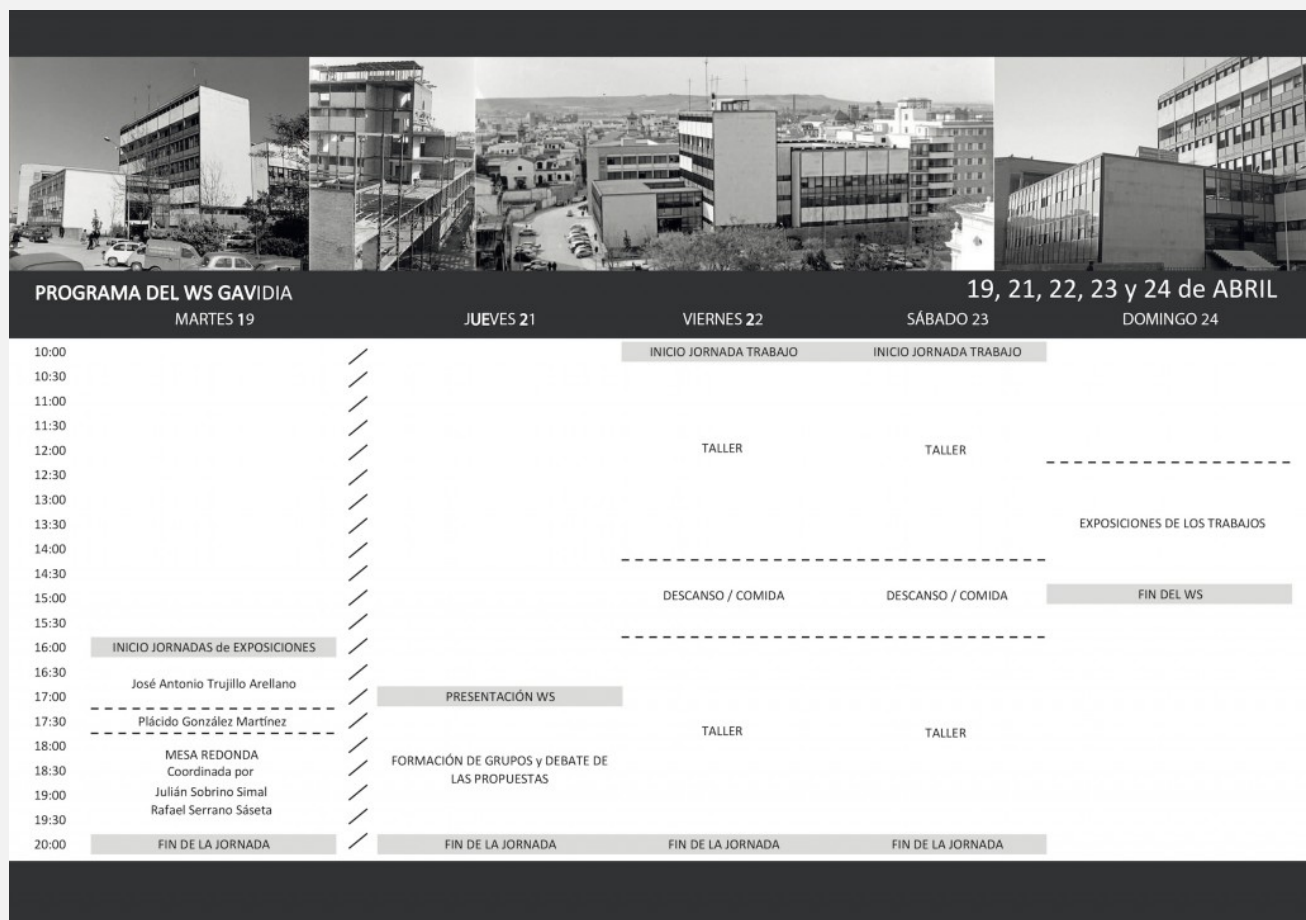 PROGRAMA DEL WS GAVIDIA
19, 21, 22, 23 y 24 de ABRIL
MARTES 19 JUEVES 21 VIERNES 22 SÁBADO 23 DOMINGO 24
10:00 INICIO JORNADA TRABAJO INICIO JORNADA TRABAJO
10:30
11:00
11:30
12:00 TALLER TALLER
12:30
13:00
13:30 EXPOSICIONES DE LOS TRABAJOS
14:00
14:30
15:00 DESCANSO / COMIDA DESCANSO / COMIDA FIN DEL WS
15:30
16:00 INICIO JORNADAS de EXPOSICIONES
16:30
José Antonio Trujillo Arellano
17:00 PRESENTACIÓN WS
17:30 Plácido González Martínez
TALLER TALLER
18:00
MESA REDONDA
FORMACIÓN DE GRUPOS y DEBATE DE
18:30 Coordinada por
LAS PROPUESTAS
19:00 Julián Sobrino Simal
Rafael Serrano Sáseta
19:30
20:00 FIN DE LA JORNADA FIN DE LA JORNADA FIN DE LA JORNADA FIN DE LA JORNADA